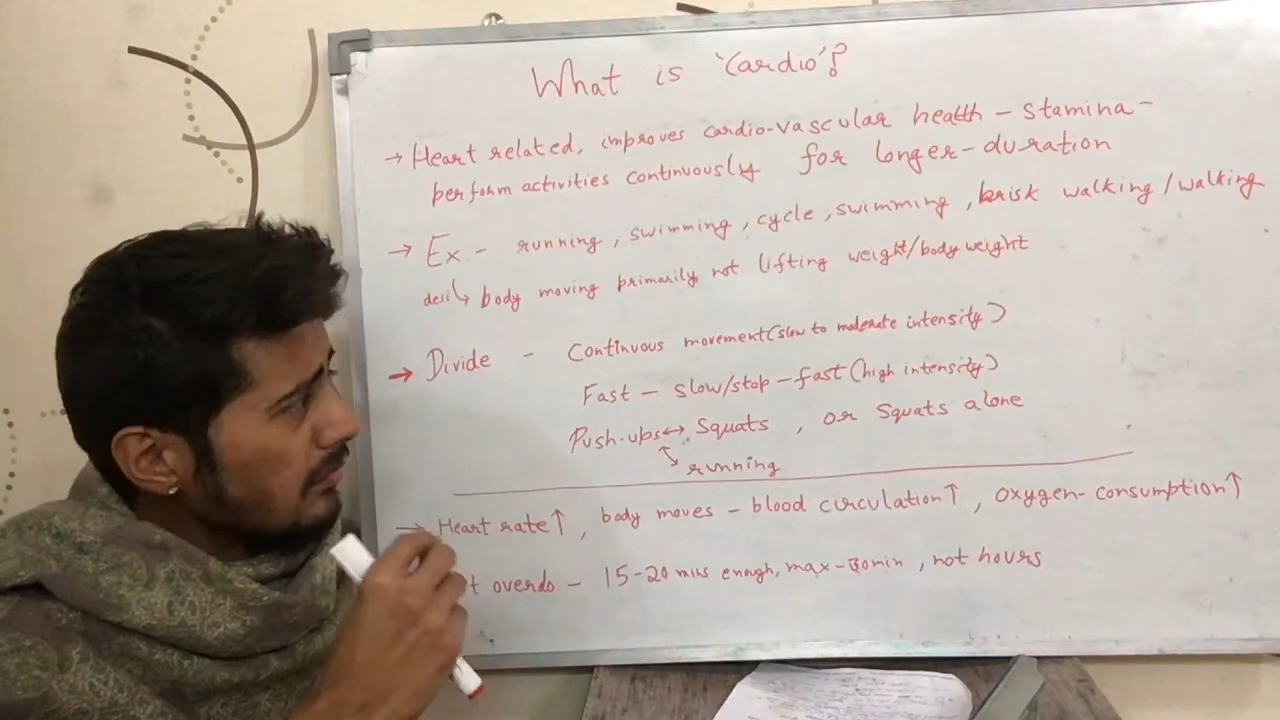 What is 'Cardio'?
→ Heart related, improves cardio-vascular health - stamina -
perform activities continuously for longer-duration
→ Ex - running, swimming, cycle, swimming, brisk walking/walking
desi↳ body moving primarily not lifting weight/body weight
→ Divide - Continuous movement(slow to moderate intensity)
Fast - slow/stop - fast (high intensity)
Push-ups↔ Squats, or Squats alone
running
→ Heart rate↑, body moves - blood circulation↑, oxygen-consumption↑
overdo - 15-20 mins enough, max-30min, not hours